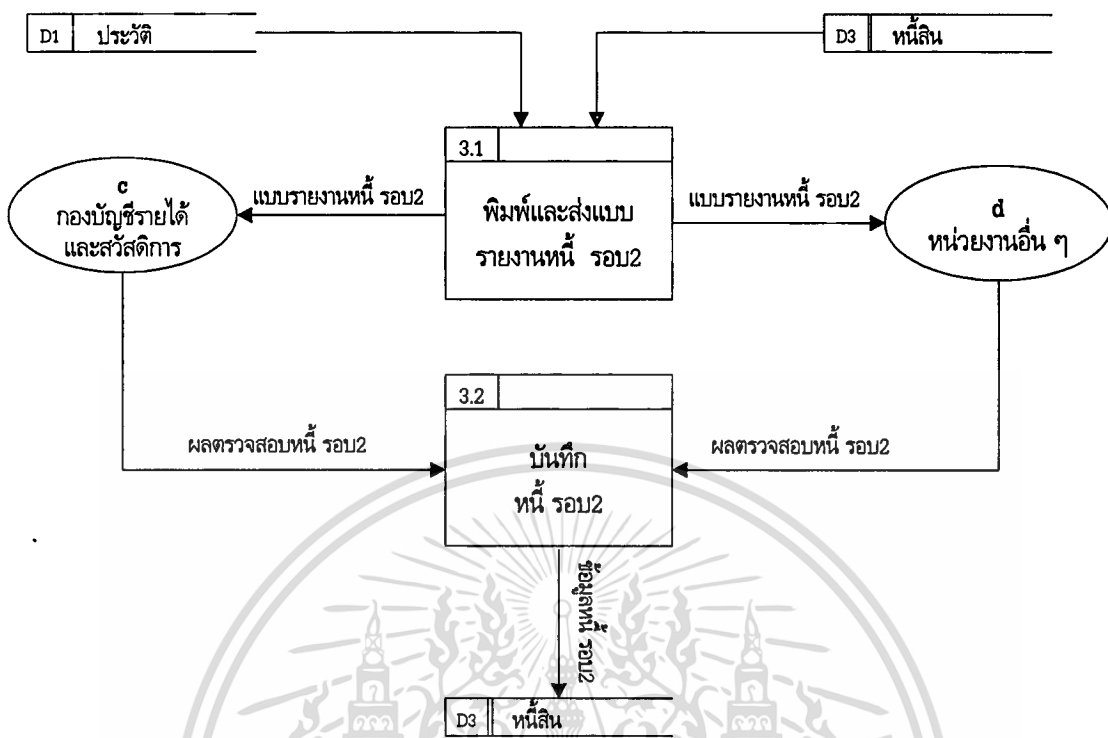 D1 ประวัติ
D3 หนี้สิน
3.1
พิมพ์และส่งแบบ
รายงานหนี้ รอบ2
c
กองบัญชีรายได้
และสวัสดิการ
แบบรายงานหนี้ รอบ2
แบบรายงานหนี้ รอบ2
d
หน่วยงานอื่น ๆ
3.2
บันทึก
หนี้ รอบ2
ผลตรวจสอบหนี้ รอบ2
ผลตรวจสอบหนี้ รอบ2
ข้อมูลหนี้ รอบ2
D3 หนี้สิน